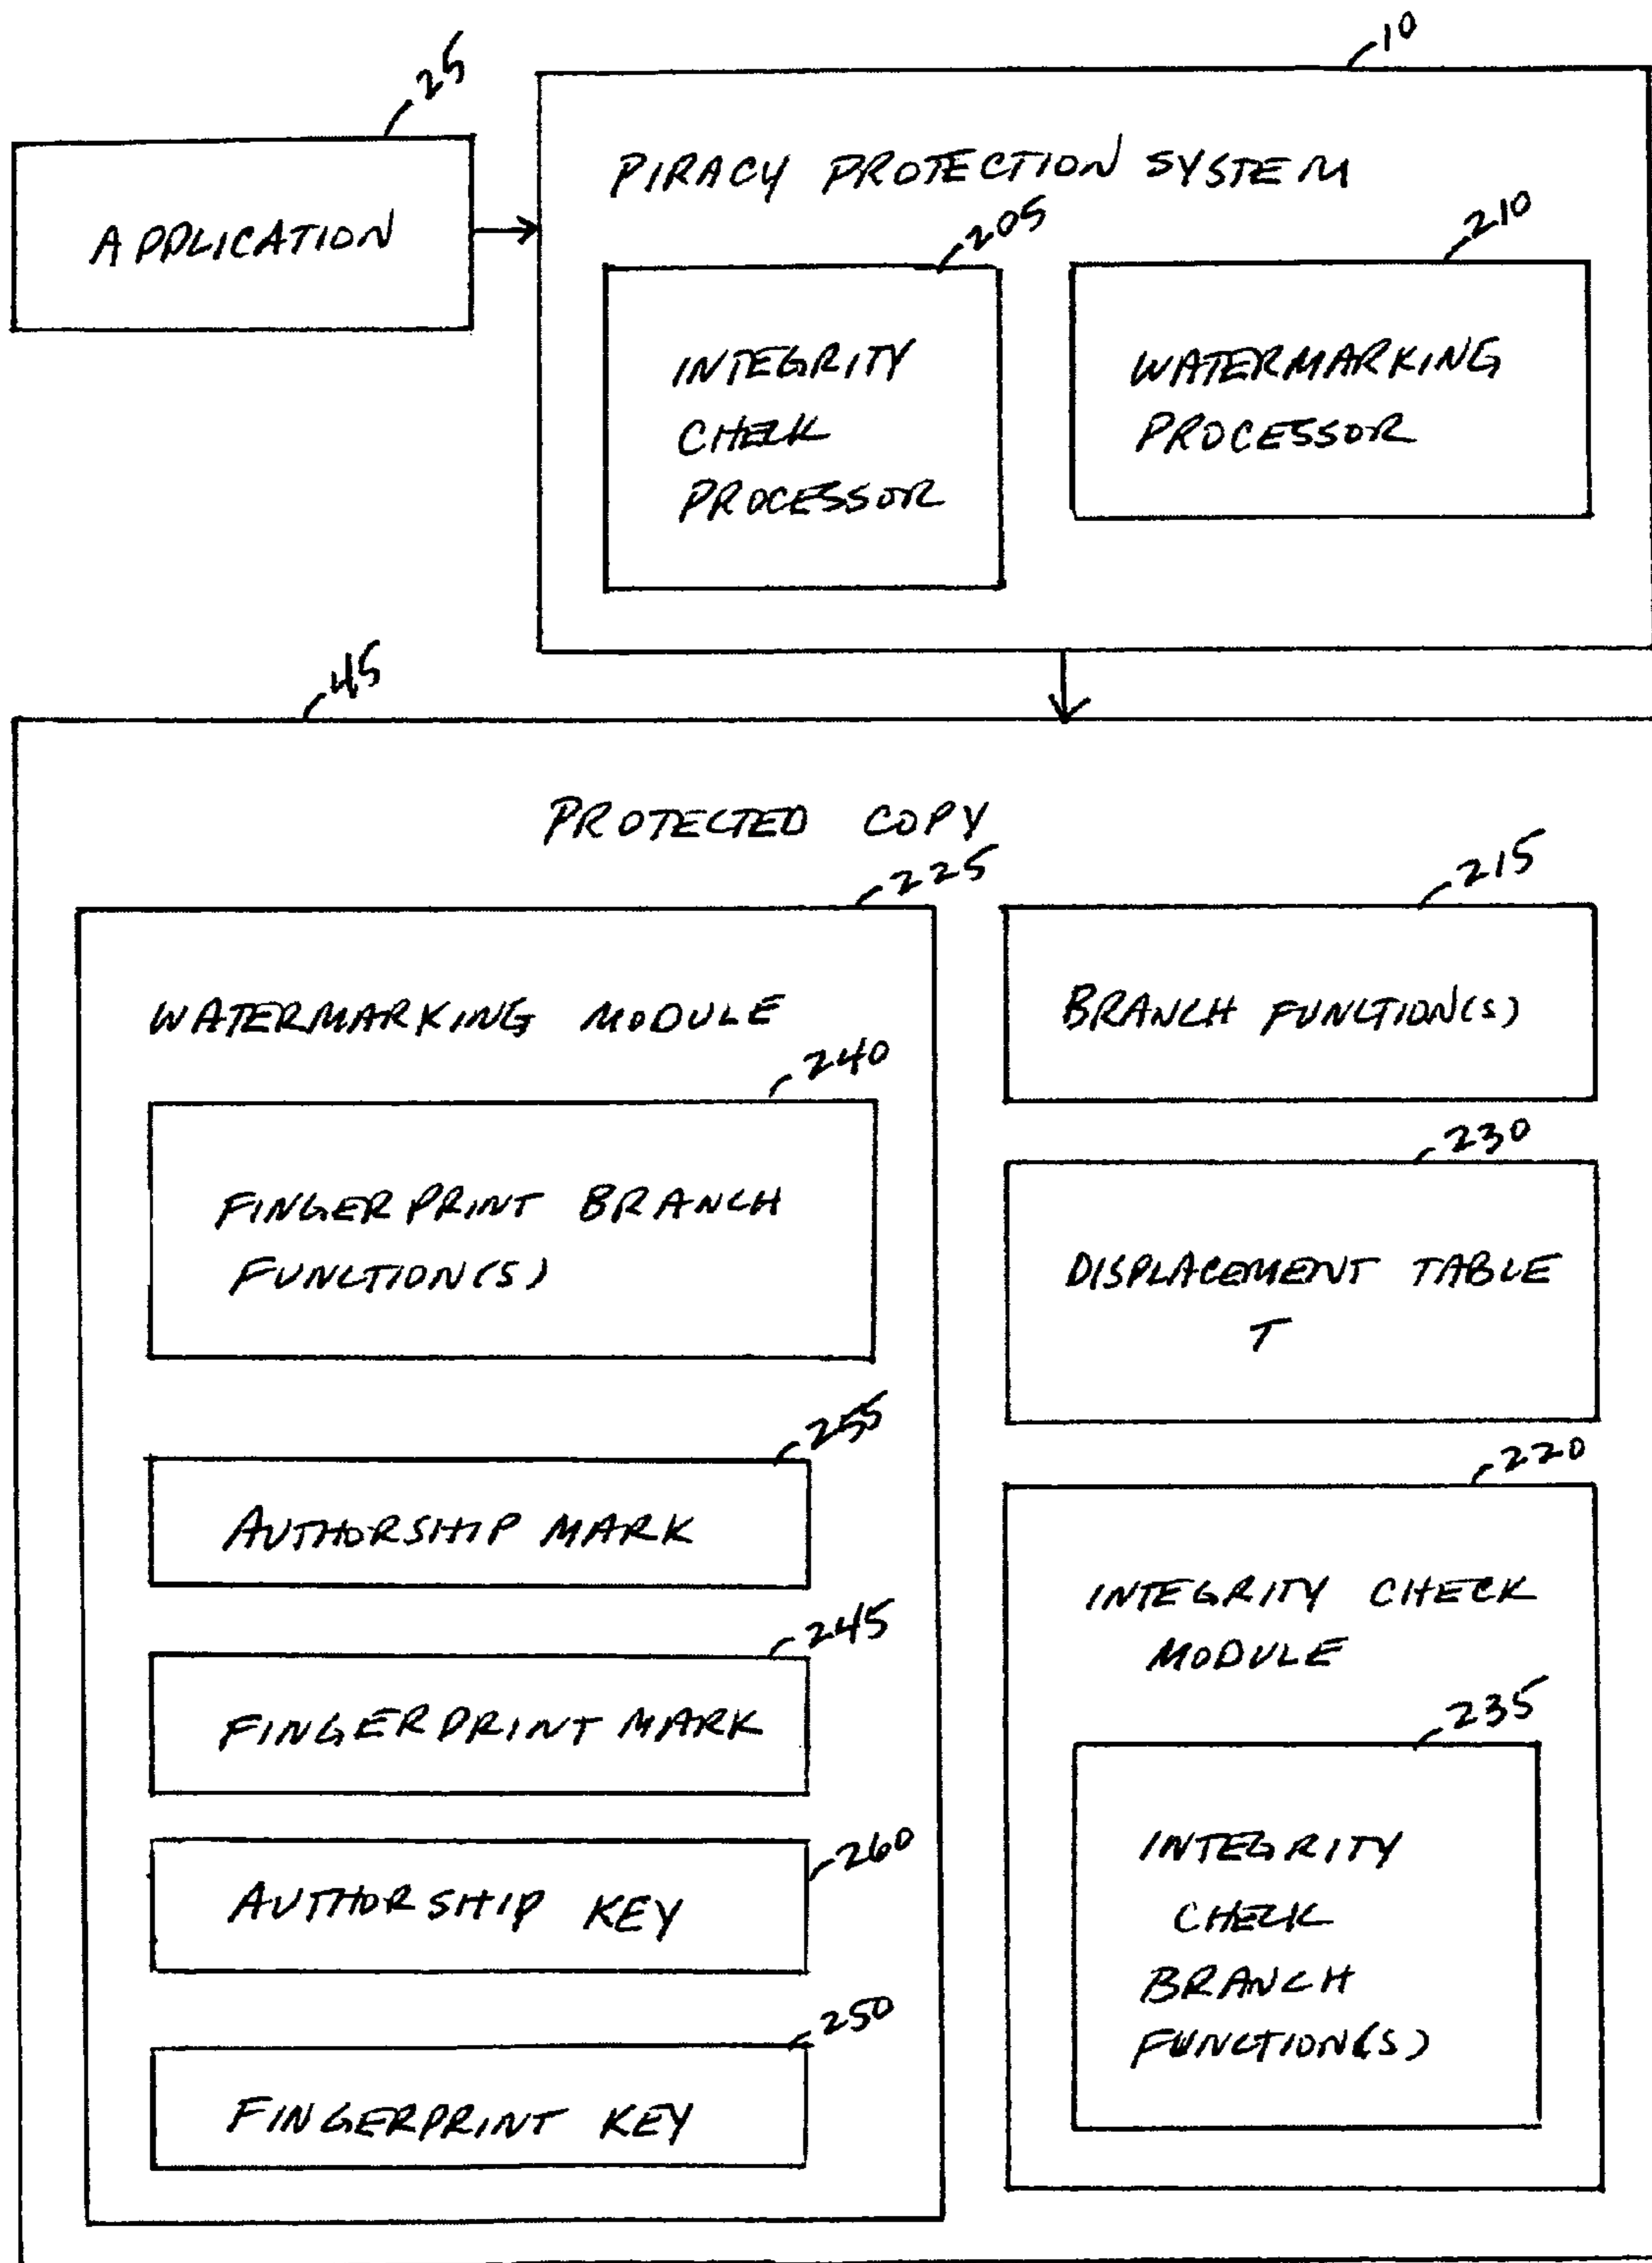 10
25
APPLICATION
PIRACY PROTECTION SYSTEM
205
210
INTEGRITY
CHECK
PROCESSOR
WATERMARKING
PROCESSOR
45
PROTECTED COPY
225
215
WATERMARKING MODULE
BRANCH FUNCTION(S)
240
FINGERPRINT BRANCH
FUNCTION(S)
230
DISPLACEMENT TABLE
T
255
AUTHORSHIP MARK
245
FINGERPRINT MARK
260
AUTHORSHIP KEY
250
FINGERPRINT KEY
220
INTEGRITY CHECK
MODULE
235
INTEGRITY
CHECK
BRANCH
FUNCTION(S)